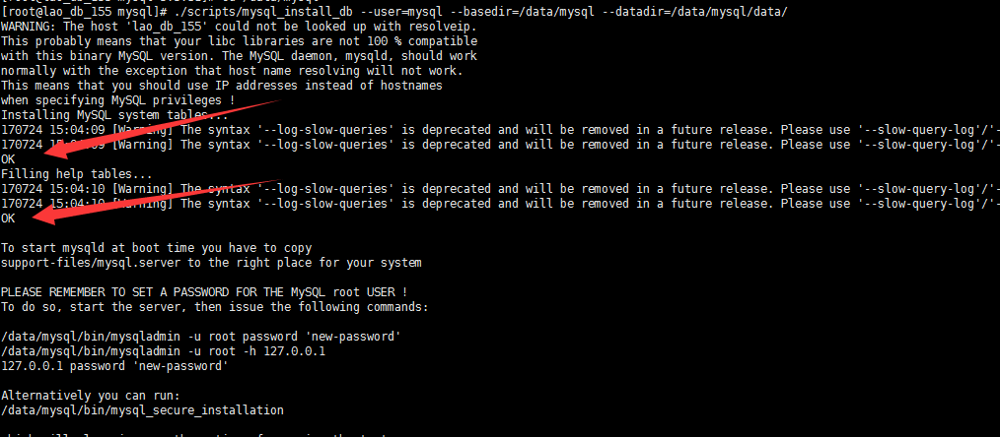 [root@lao_db_155 mysql]# ./scripts/mysql_install_db --user=mysql --basedir=/data/mysql --datadir=/data/mysql/data/
WARNING: The host 'lao_db_155' could not be looked up with resolveip.
This probably means that your libc libraries are not 100 % compatible
with this binary MySQL version. The MySQL daemon, mysqld, should work
normally with the exception that host name resolving will not work.
This means that you should use IP addresses instead of hostnames
when specifying MySQL privileges !
Installing MySQL system tables...
170724 15:04:09 [Warning] The syntax '--log-slow-queries' is deprecated and will be removed in a future release. Please use '--slow-query-log'/'-
170724 15:04:09 [Warning] The syntax '--log-slow-queries' is deprecated and will be removed in a future release. Please use '--slow-query-log'/'-
OK
Filling help tables...
170724 15:04:10 [Warning] The syntax '--log-slow-queries' is deprecated and will be removed in a future release. Please use '--slow-query-log'/'-
170724 15:04:10 [Warning] The syntax '--log-slow-queries' is deprecated and will be removed in a future release. Please use '--slow-query-log'/'-
OK
To start mysqld at boot time you have to copy
support-files/mysql.server to the right place for your system
PLEASE REMEMBER TO SET A PASSWORD FOR THE MySQL root USER !
To do so, start the server, then issue the following commands:
/data/mysql/bin/mysqladmin -u root password 'new-password'
/data/mysql/bin/mysqladmin -u root -h 127.0.0.1
127.0.0.1 password 'new-password'
Alternatively you can run:
/data/mysql/bin/mysql_secure_installation